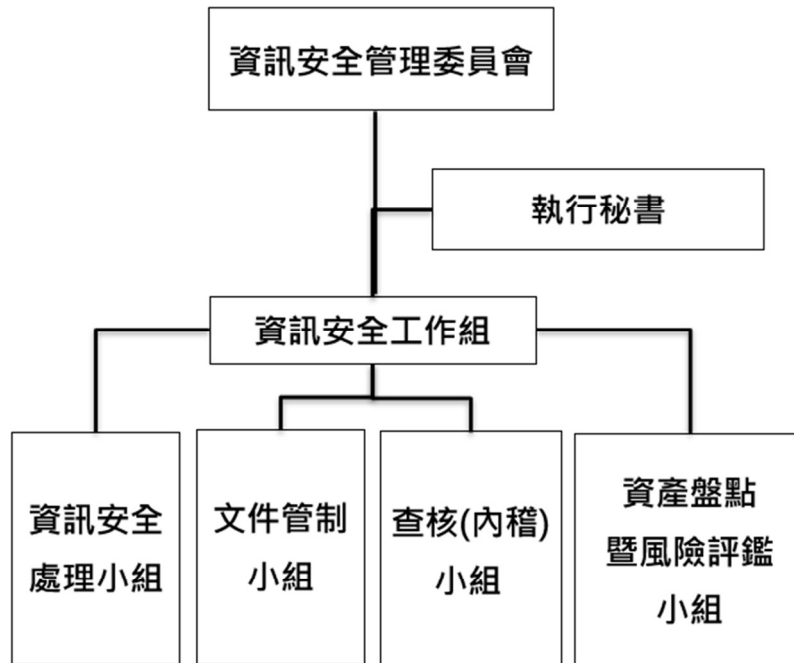 資訊安全管理委員會
執行秘書
資訊安全工作組
資訊安全
處理小組
文件管制
小組
查核(內稽)
小組
資產盤點
暨風險評鑑
小組